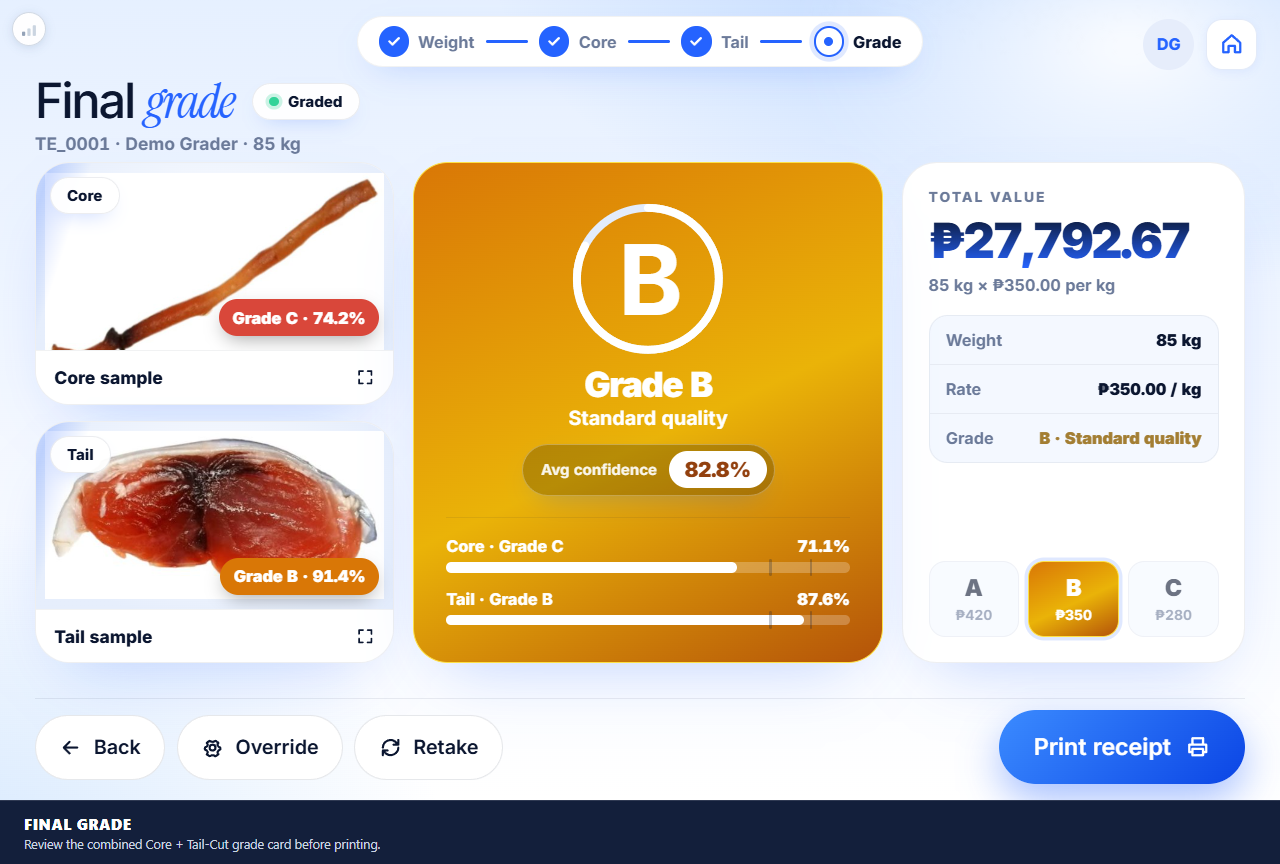 Weight
Core
Tail
Grade
DG
Final grade
Graded
TE_0001 · Demo Grader · 85 kg
Core
Grade C · 74.2%
Core sample
Tail
Grade B · 91.4%
Tail sample
B
Grade B
Standard quality
Avg confidence 82.8%
Core · Grade C 71.1%
Tail · Grade B 87.6%
TOTAL VALUE
₱27,792.67
85 kg × ₱350.00 per kg
Weight 85 kg
Rate ₱350.00 / kg
Grade B · Standard quality
A B C
₱420 ₱350 ₱280
Back
Override
Retake
Print receipt
FINAL GRADE
Review the combined Core + Tail-Cut grade card before printing.